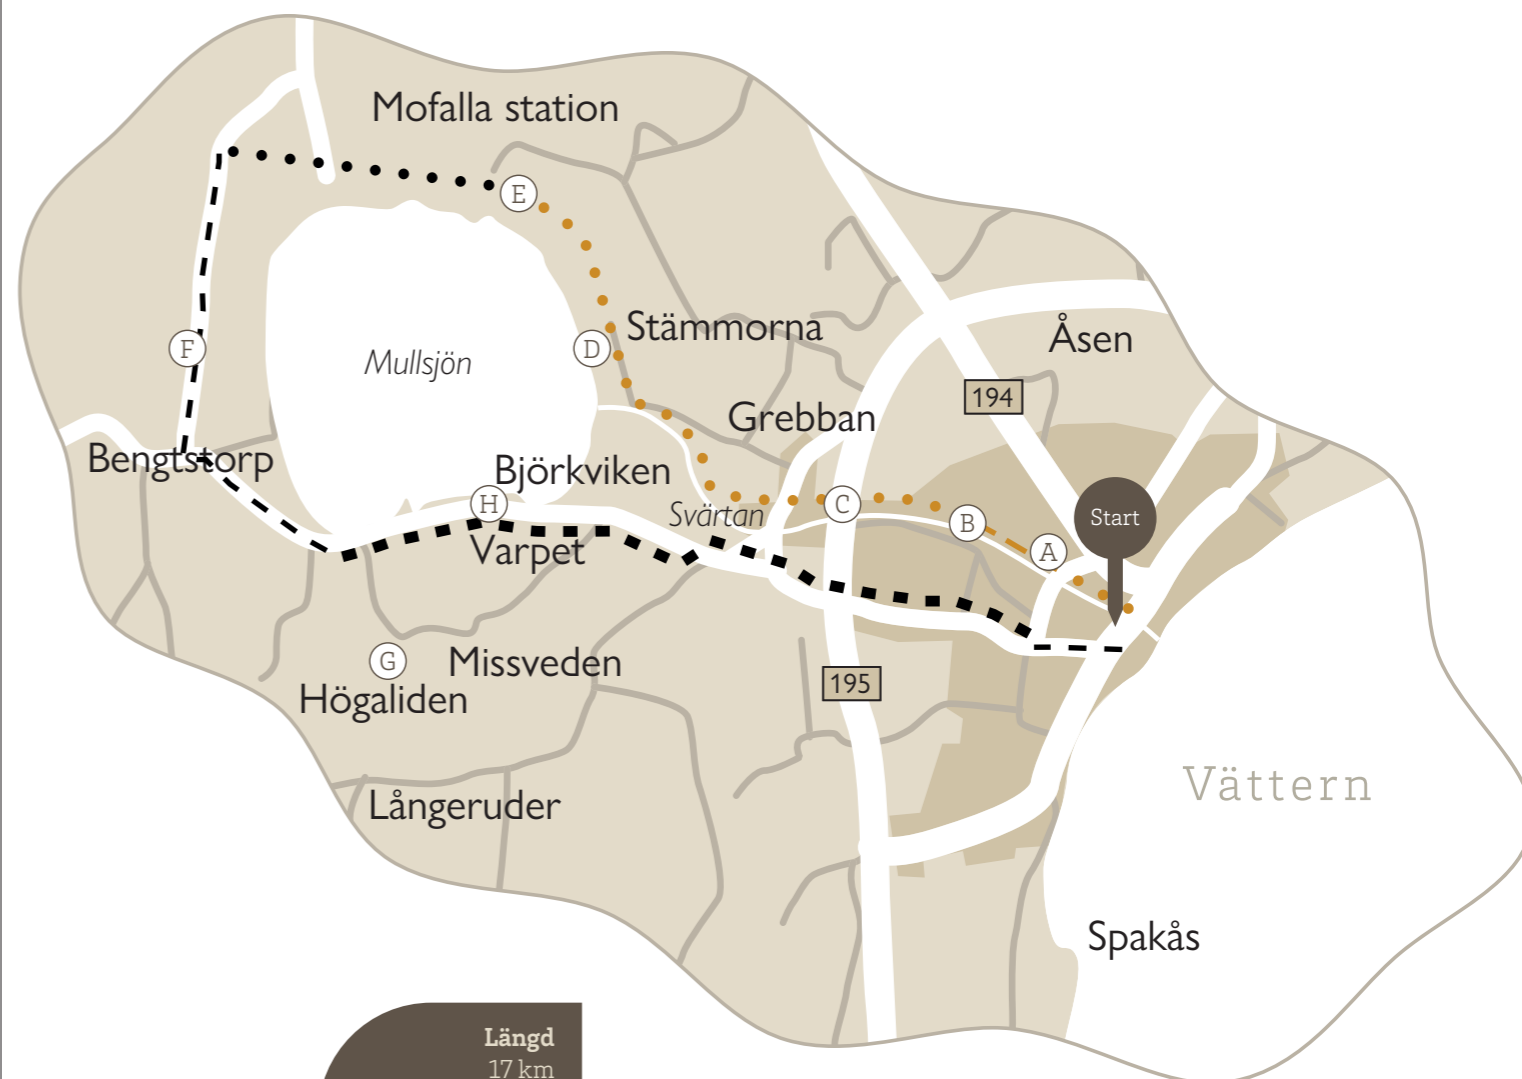 Mofalla station
E
Stämmorna
Åsen
F
D
Mullsjön
194
Grebban
Bengtstorp
Björkviken
H
Svärtan
C
B
Start
A
Varpet
G
Missveden
Högaliden
195
Vättern
Långeruder
Spakås
Längd
17 km